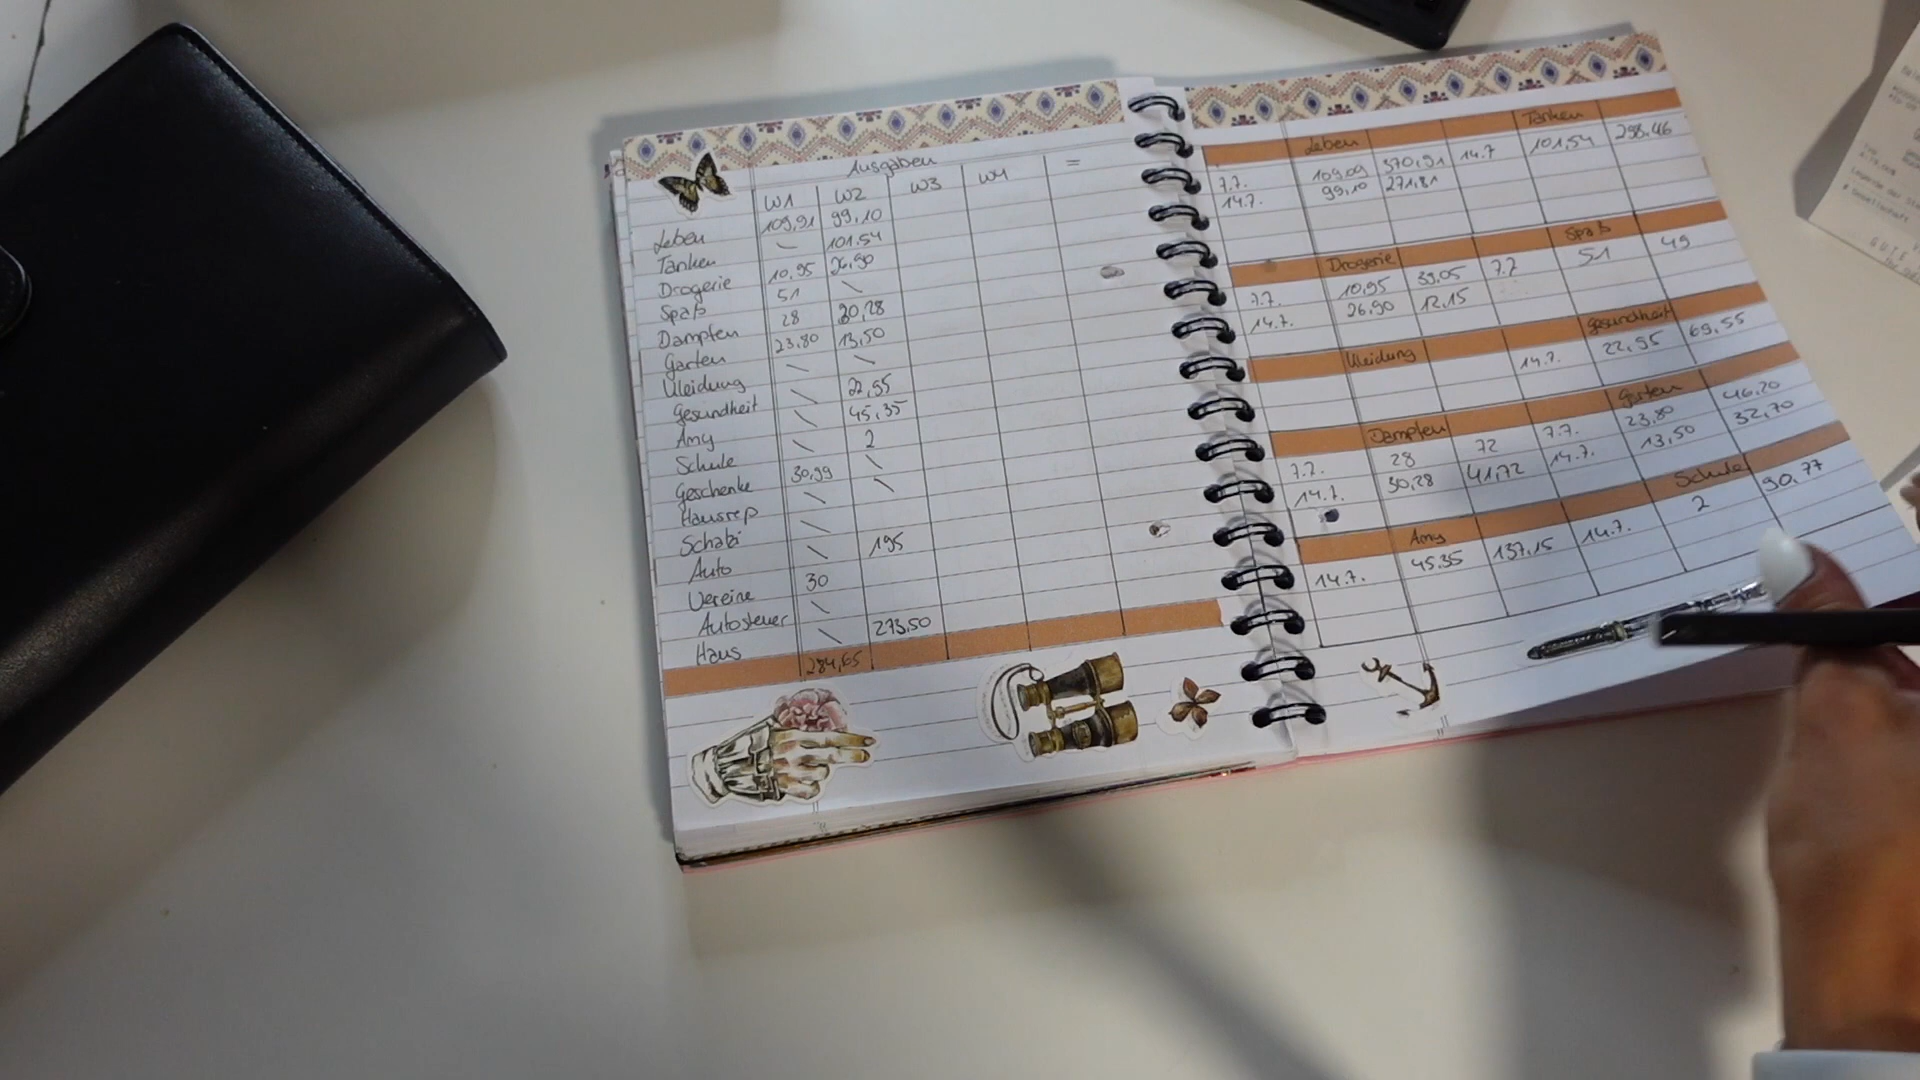 Ausgaben
W1 W2 W3 W4 =
Leben 109,91 99,10
Tanken — 101,54
Drogerie 10,95 26,90
Spaß 51 \
Dampfen 28 30,28
Garten 23,80 13,50
Kleidung \ \
Gesundheit \ 22,95
Amy \ 45,35
Schule \ 2
Geschenke 30,99 \
Hausrep \ \
Schatzi \
Auto \ 195
Vereine 30
Autosteuer \
Haus \ 273,50
284,65
Leben Tanken
7.7. 109,09 370,91 14.7 101,54 298,46
14.7. 99,10 271,81
Drogerie Spaß
7.7. 10,95 39,05 7.7 51 49
14.7. 26,90 12,15
Kleidung Gesundheit
14.7. 22,95 69,55
Dampfen Garten
7.7. 28 72 7.7. 23,80 46,20
14.7. 30,28 41,72 14.7. 13,50 32,70
Amy Schule
14.7. 45,35 137,15 14.7. 2 90,77
GUTE